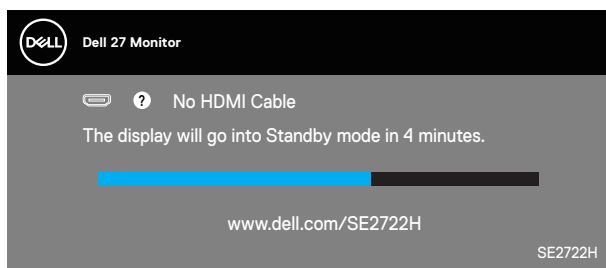 DELL
Dell 27 Monitor
? No HDMI Cable
The display will go into Standby mode in 4 minutes.
www.dell.com/SE2722H
SE2722H